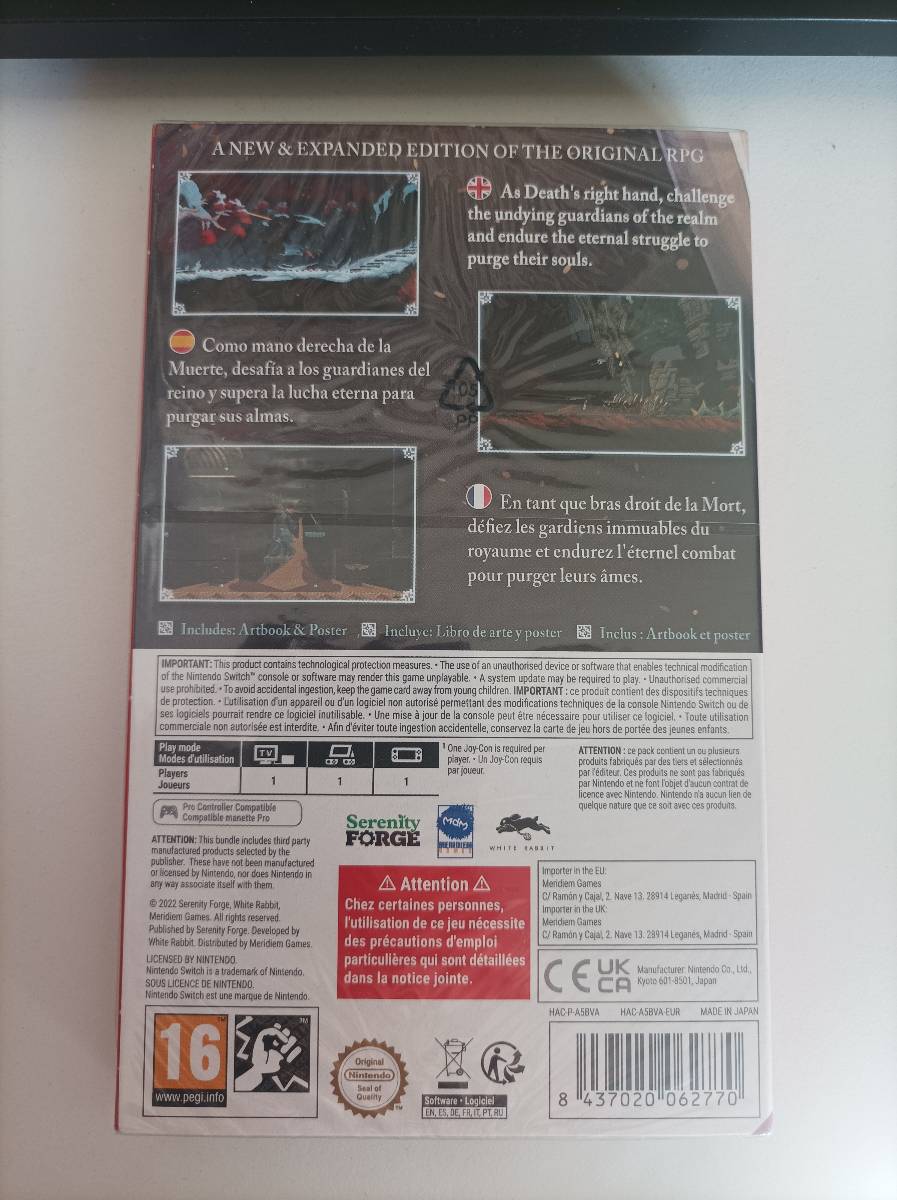 A NEW & EXPANDED EDITION OF THE ORIGINAL RPG
As Death's right hand, challenge
the undying guardians of the realm
and endure the eternal struggle to
purge their souls.
Como mano derecha de la
Muerte, desafía a los guardianes del
reino y supera la lucha eterna para
purgar sus almas.
05
PP
En tant que bras droit de la Mort,
défiez les gardiens immuables du
royaume et endurez l'éternel combat
pour purger leurs âmes.
Includes: Artbook & Poster Incluye: Libro de arte y poster Inclus : Artbook et poster
IMPORTANT: This product contains technological protection measures. • The use of an unauthorised device or software that enables technical modification
of the Nintendo Switch™ console or software may render this game unplayable. • A system update may be required to play. • Unauthorised commercial
use prohibited. • To avoid accidental ingestion, keep the game card away from young children. IMPORTANT : ce produit contient des dispositifs techniques
de protection. • L'utilisation d'un appareil ou d'un logiciel non autorisé permettant des modifications techniques de la console Nintendo Switch ou de
ses logiciels pourrait rendre ce logiciel inutilisable. • Une mise à jour de la console peut être nécessaire pour utiliser ce logiciel. • Toute utilisation
commerciale non autorisée est interdite. • Afin d'éviter toute ingestion accidentelle, conservez la carte de jeu hors de portée des jeunes enfants.
Play mode
Modes d'utilisation
TV
Players
Joueurs
1 1 1
¹ One Joy-Con is required per
player. • Un Joy-Con requis
par joueur.
ATTENTION : ce pack contient un ou plusieurs
produits fabriqués par des tiers et sélectionnés
par l'éditeur. Ces produits ne sont pas fabriqués
par Nintendo et ne font l'objet d'aucun contrat de
licence avec Nintendo. Nintendo n'a aucun lien de
quelque nature que ce soit avec ces produits.
Pro Controller Compatible
Compatible manette Pro
Serenity
FORGE
MDM
MERIDIEM
GAMES
WHITE RABBIT
ATTENTION: This bundle includes third party
manufactured products selected by the
publisher. These have not been manufactured
or licensed by Nintendo, nor does Nintendo in
any way associate itself with them.
© 2022 Serenity Forge, White Rabbit,
Meridiem Games. All rights reserved.
Published by Serenity Forge. Developed by
White Rabbit. Distributed by Meridiem Games.
LICENSED BY NINTENDO.
Nintendo Switch is a trademark of Nintendo.
SOUS LICENCE DE NINTENDO.
Nintendo Switch est une marque de Nintendo.
Attention
Chez certaines personnes,
l'utilisation de ce jeu nécessite
des précautions d'emploi
particulières qui sont détaillées
dans la notice jointe.
Importer in the EU:
Meridiem Games
C/ Ramón y Cajal, 2. Nave 13. 28914 Leganés, Madrid - Spain
Importer in the UK:
Meridiem Games
C/ Ramón y Cajal, 2. Nave 13. 28914 Leganés, Madrid - Spain
CE UK
CA
Manufacturer: Nintendo Co., Ltd.,
Kyoto 601-8501, Japan
HAC-P-A5BVA HAC-A5BVA-EUR MADE IN JAPAN
16
www.pegi.info
Original
Nintendo
Seal of
Quality
Software • Logiciel
EN, ES, DE, FR, IT, PT, RU
8 437020 062770